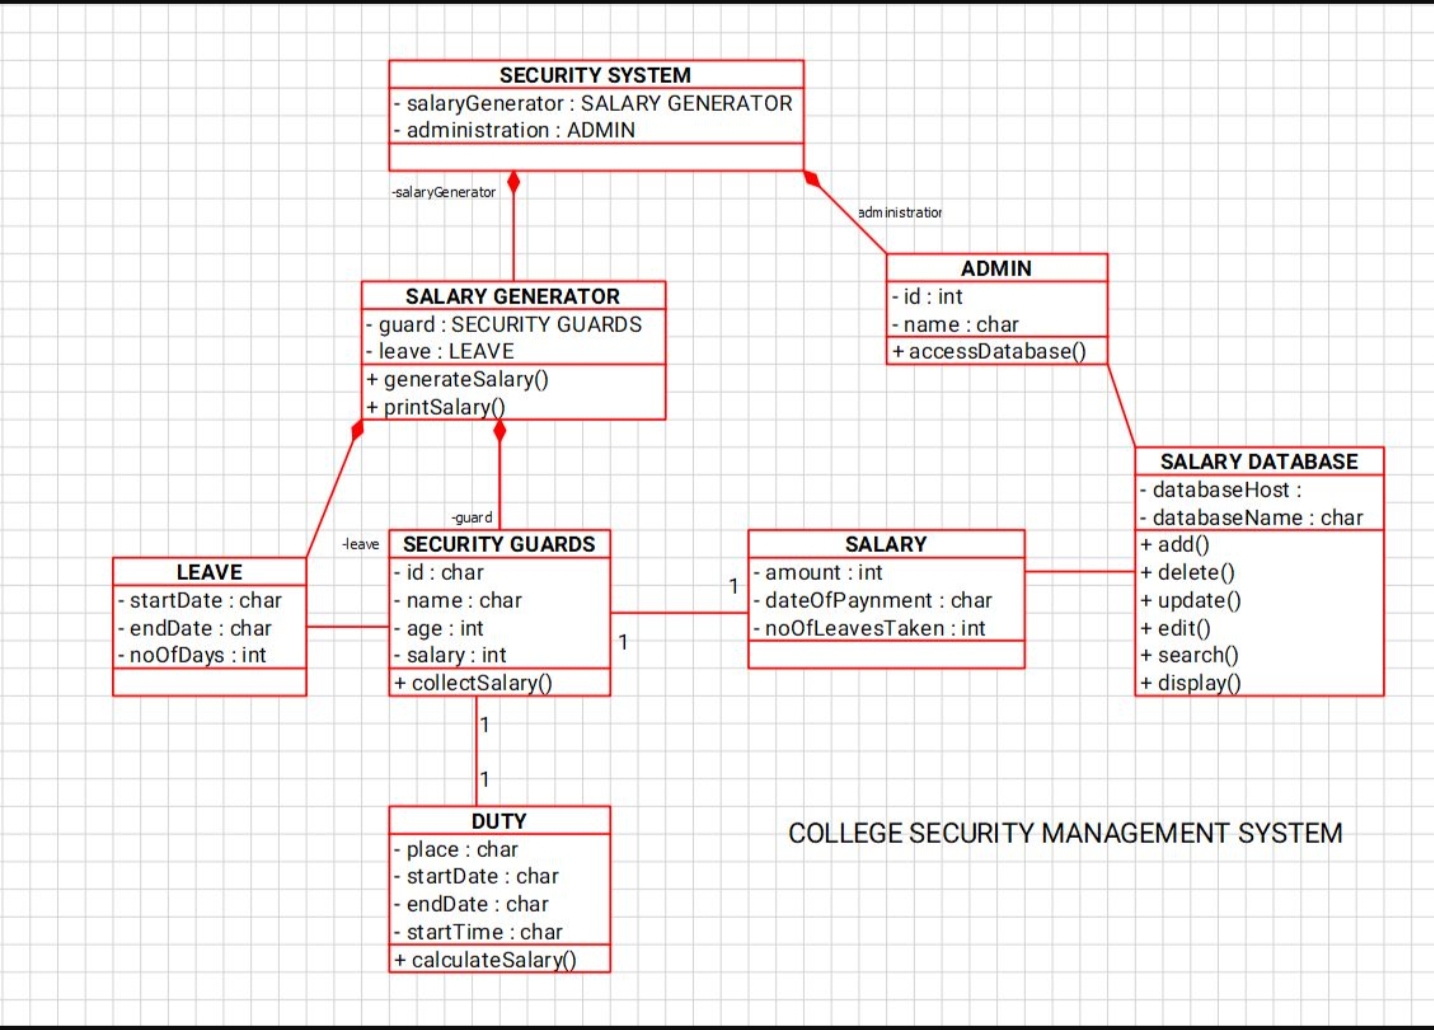 SECURITY SYSTEM
- salaryGenerator : SALARY GENERATOR
- administration : ADMIN
-salaryGenerator
administration
SALARY GENERATOR
- guard : SECURITY GUARDS
- leave : LEAVE
+ generateSalary()
+ printSalary()
ADMIN
- id : int
- name : char
+ accessDatabase()
-leave
-guard
LEAVE
- startDate : char
- endDate : char
- noOfDays : int
SECURITY GUARDS
- id : char
- name : char
- age : int
- salary : int
+ collectSalary()
1
1
SALARY
- amount : int
- dateOfPaynment : char
- noOfLeavesTaken : int
SALARY DATABASE
- databaseHost :
- databaseName : char
+ add()
+ delete()
+ update()
+ edit()
+ search()
+ display()
1
1
DUTY
- place : char
- startDate : char
- endDate : char
- startTime : char
+ calculateSalary()
COLLEGE SECURITY MANAGEMENT SYSTEM